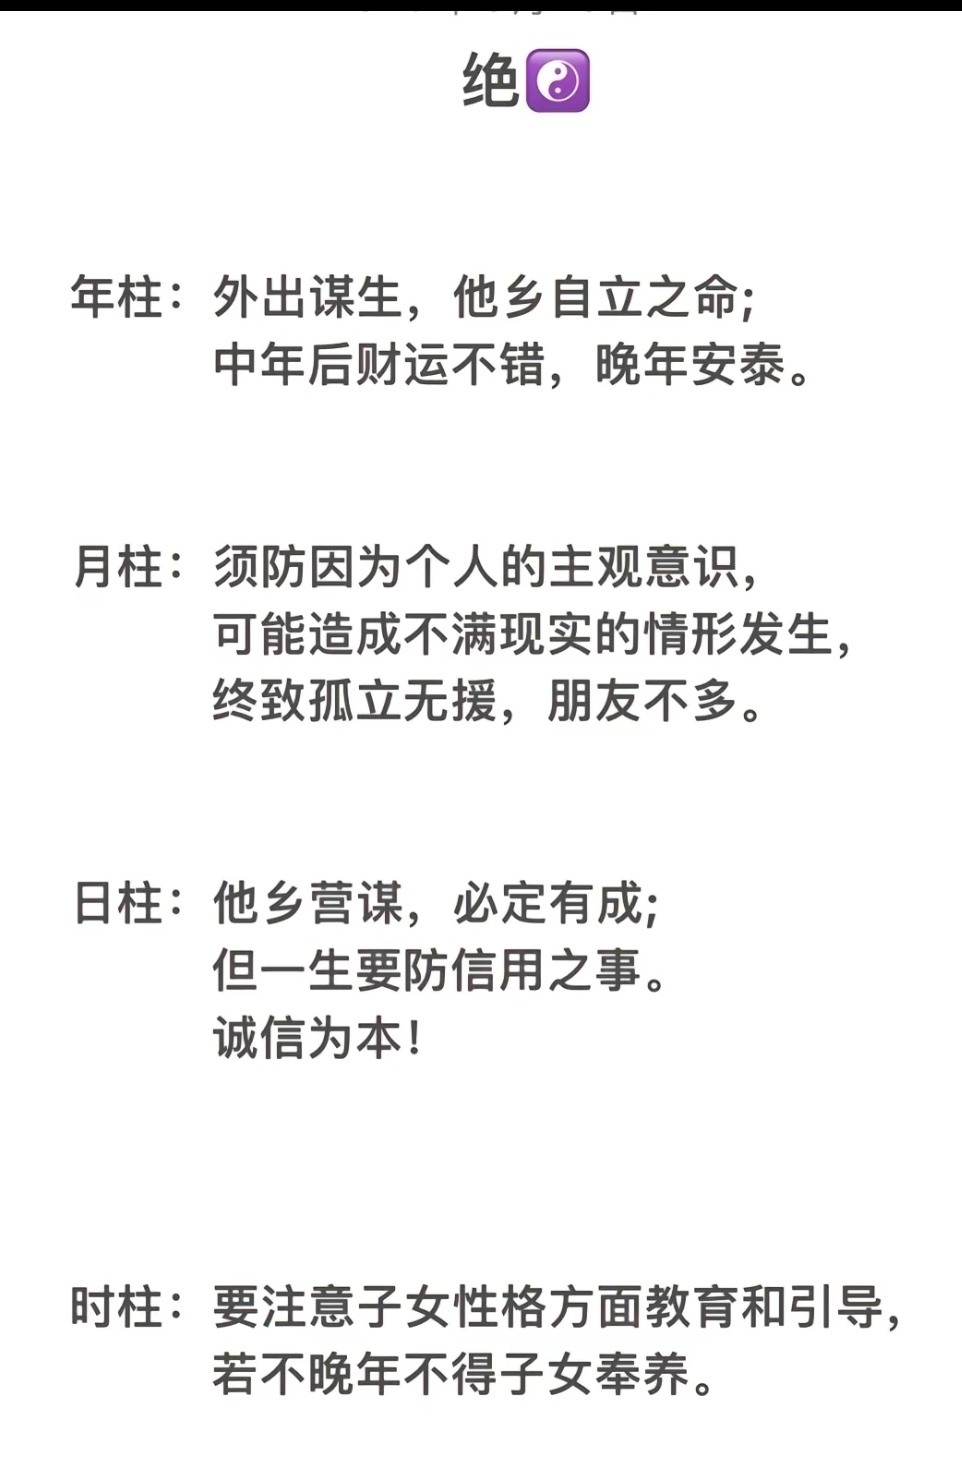 绝☯️
年柱：外出谋生，他乡自立之命；
中年后财运不错，晚年安泰。
月柱：须防因为个人的主观意识，
可能造成不满现实的情形发生，
终致孤立无援，朋友不多。
日柱：他乡营谋，必定有成；
但一生要防信用之事。
诚信为本！
时柱：要注意子女性格方面教育和引导，
若不晚年不得子女奉养。